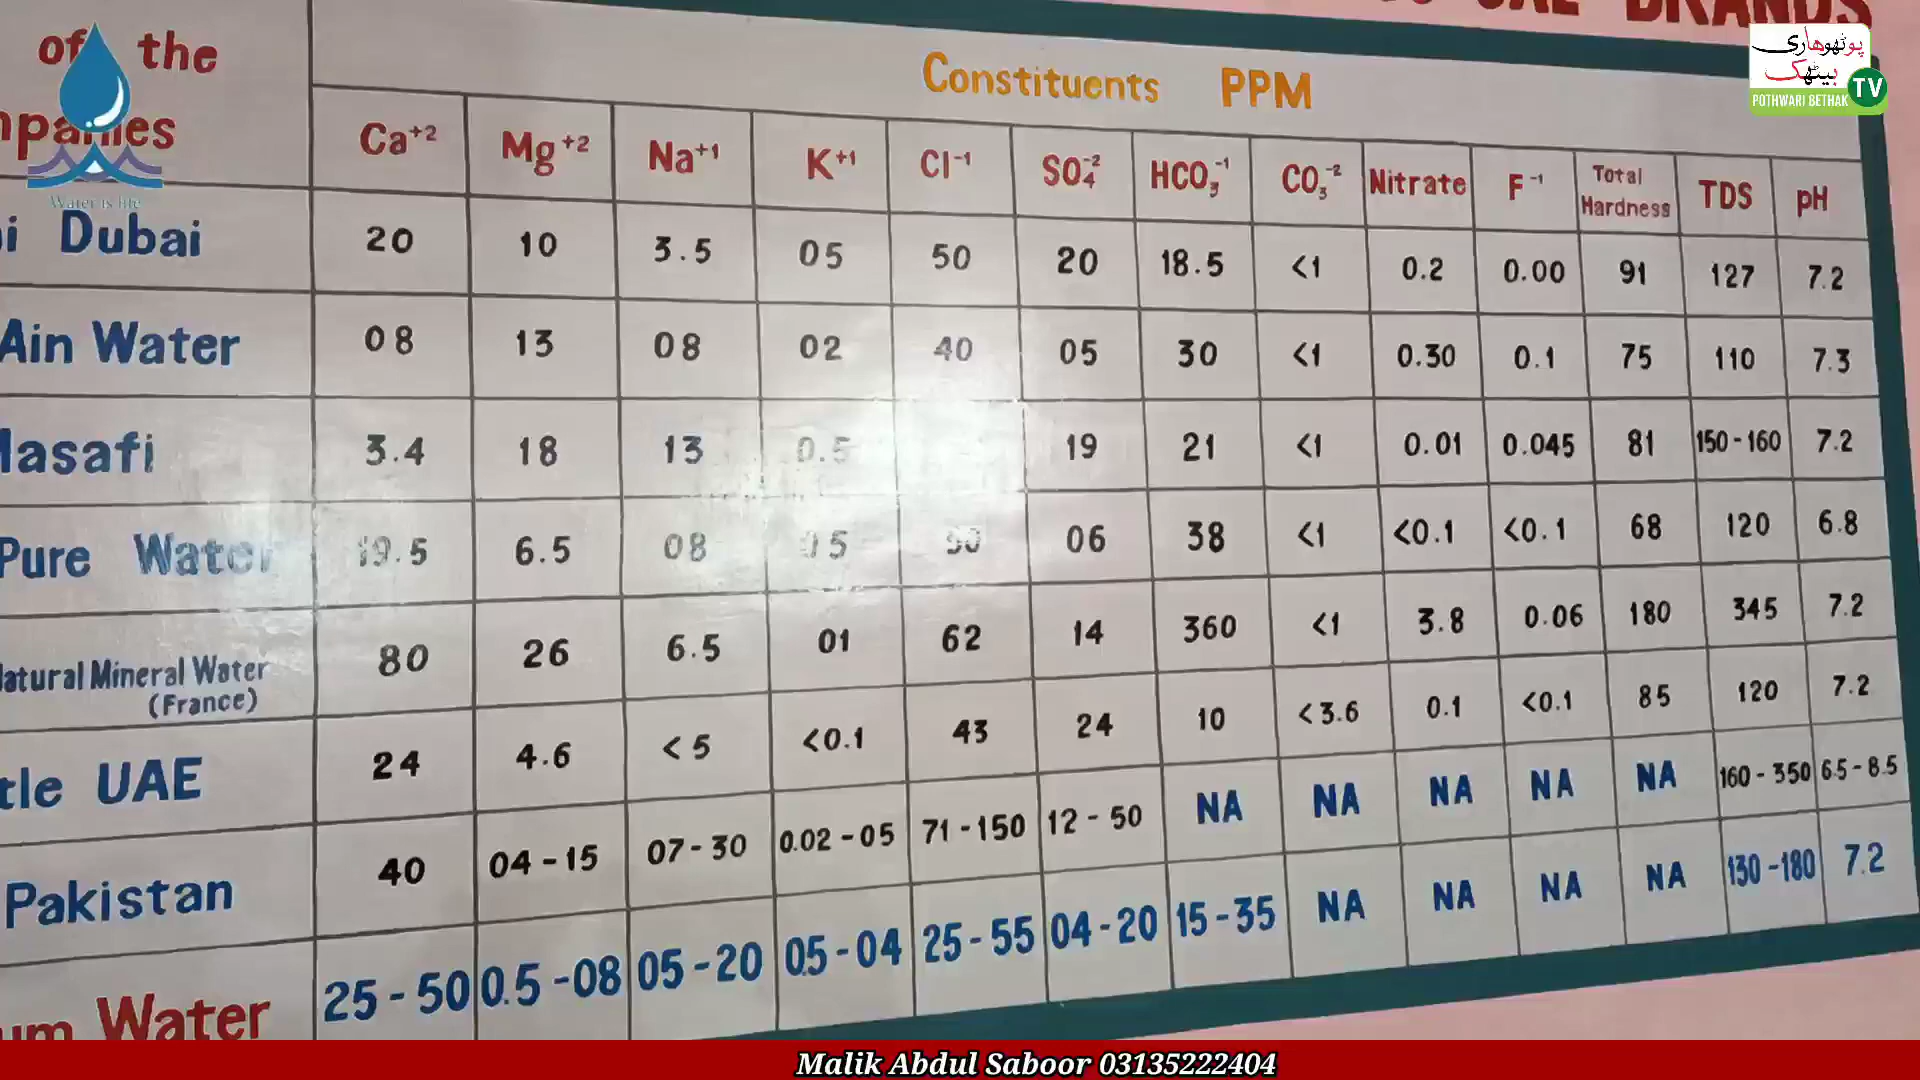 BRANDS
پوٹھوھاری
بیٹھک
POTHWARI BETHAK TV
of the
Constituents PPM
Water is life
Ca+2 Mg+2 Na+1 K+1 Cl-1 SO4-2 HCO3-1 CO3-2 Nitrate F-1 Total Hardness TDS pH
Dubai 20 10 3.5 05 50 20 18.5 <1 0.2 0.00 91 127 7.2
Ain Water 08 13 08 02 40 05 30 <1 0.30 0.1 75 110 7.3
asafi 3.4 18 13 0.5 19 21 <1 0.01 0.045 81 150-160 7.2
Pure Water 19.5 6.5 08 06 38 <1 <0.1 <0.1 68 120 6.8
atural Mineral Water (France) 80 26 6.5 01 62 14 360 <1 3.8 0.06 180 345 7.2
tle UAE 24 4.6 <5 <0.1 43 24 10 <3.6 0.1 <0.1 85 120 7.2
Pakistan 40 04-15 07-30 0.02-05 71-150 12-50 NA NA NA NA NA 160-350 6.5-8.5
um Water 25-50 0.5-08 05-20 0.5-04 25-55 04-20 15-35 NA NA NA NA 130-180 7.2
Malik Abdul Saboor 03135222404